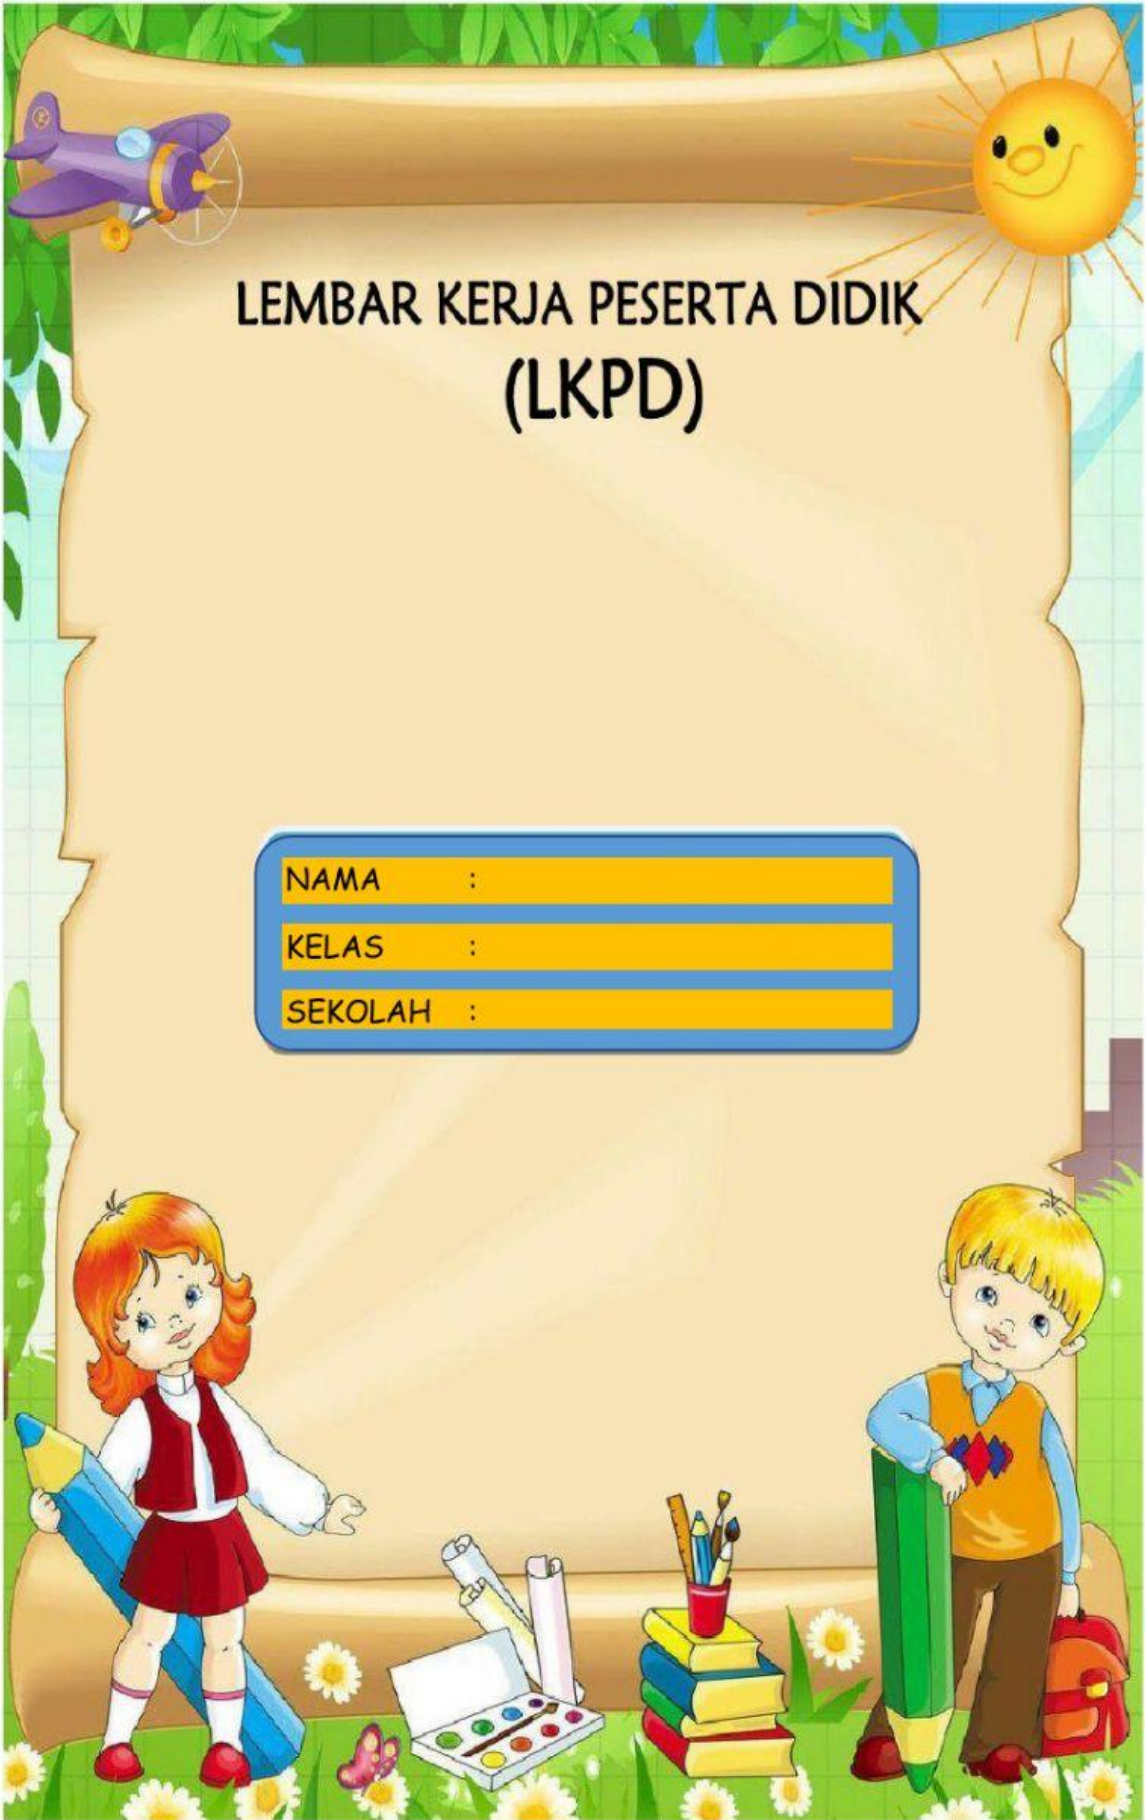 LEMBAR KERJA PESERTA DIDIK
(LKPD)
NAMA :
KELAS :
SEKOLAH :